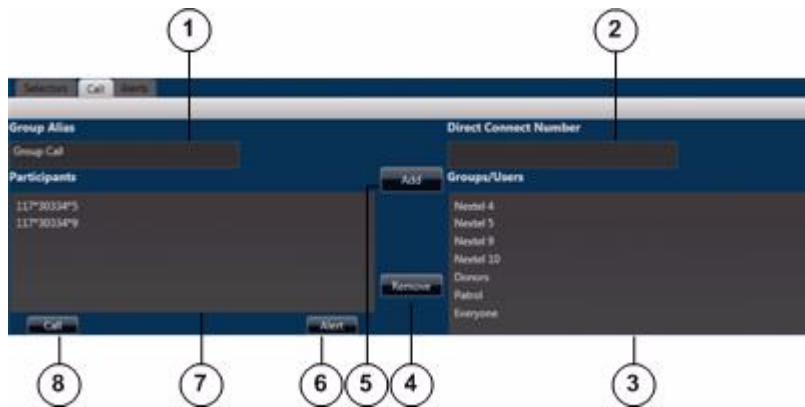 1
2
Selectors Call Alerts
Group Alias
Direct Connect Number
Group Call
Participants
Add
Groups/Users
117*30334*5
117*30334*9
Nextel 4
Nextel 5
Nextel 9
Nextel 10
Donors
Patrol
Everyone
Remove
Call
Alert
8
7
6
5
4
3